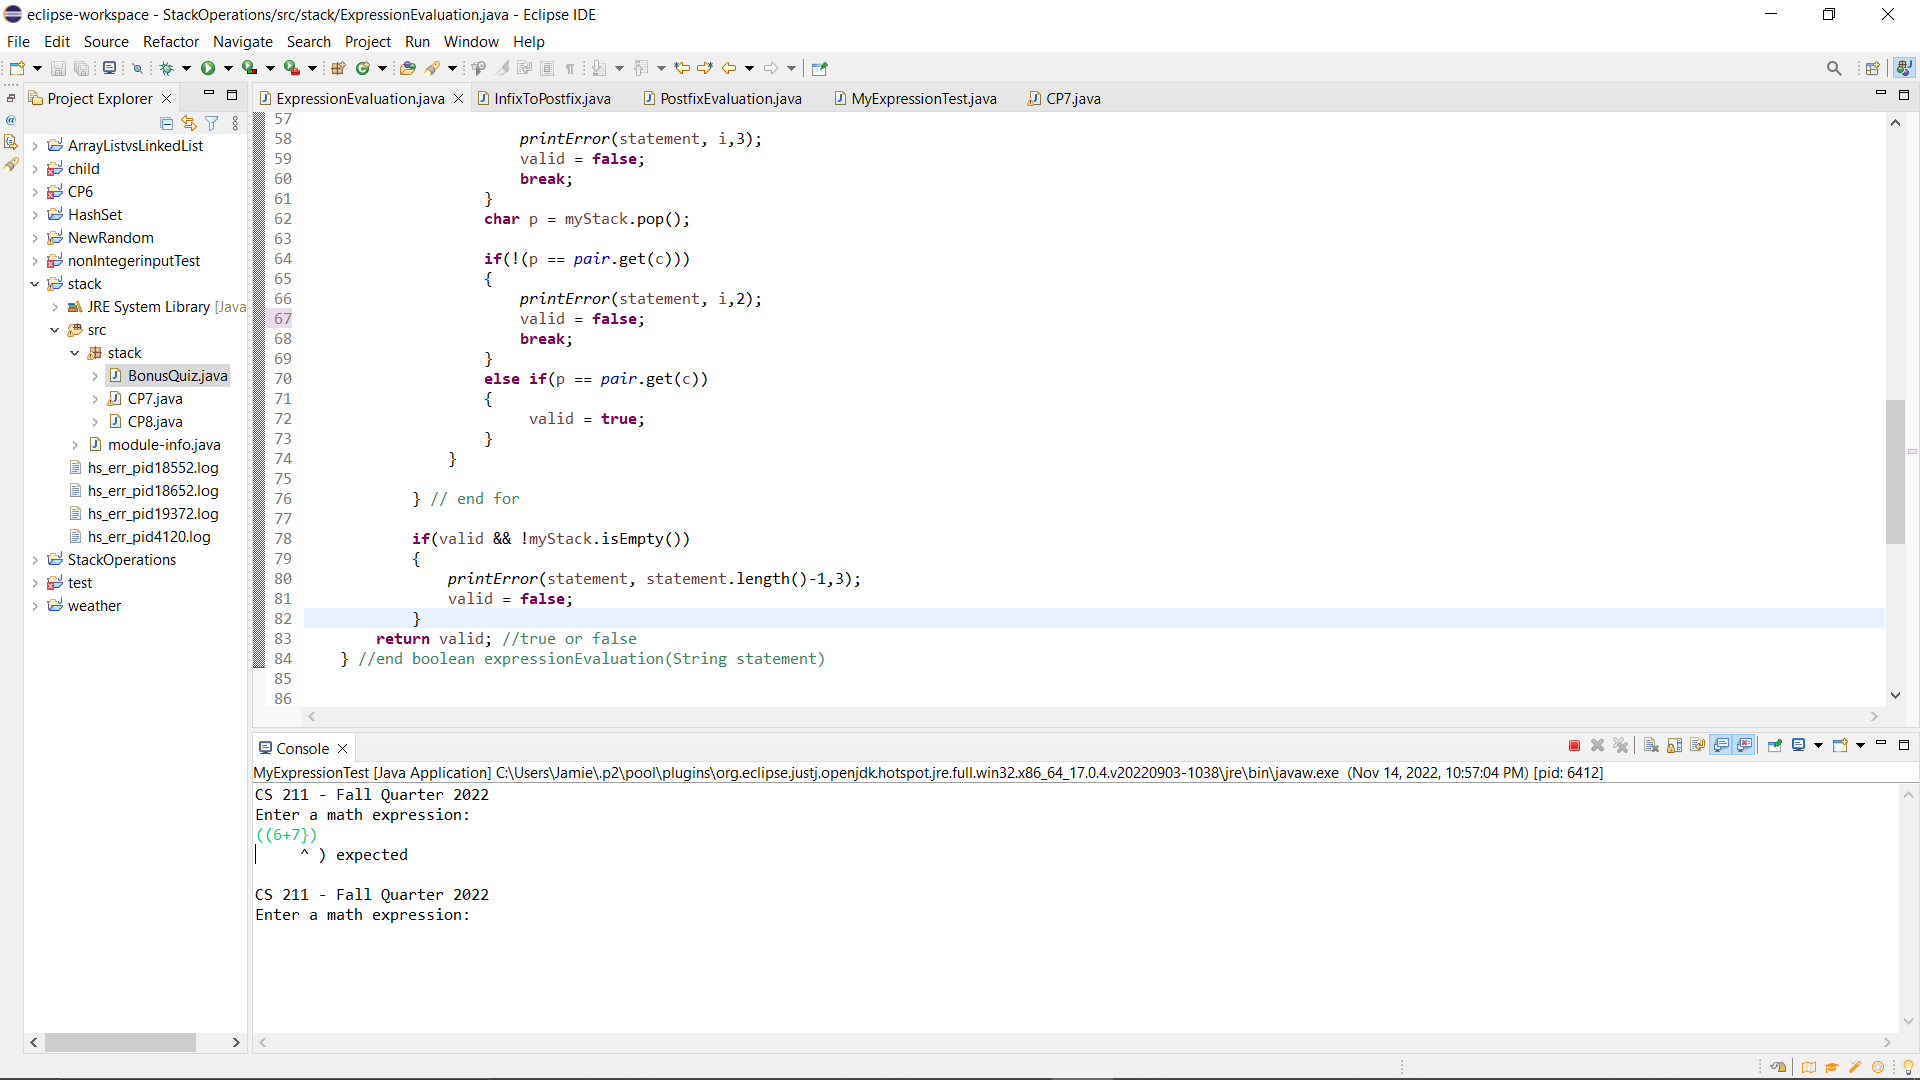 eclipse-workspace - StackOperations/src/stack/ExpressionEvaluation.java - Eclipse IDE
File Edit Source Refactor Navigate Search Project Run Window Help
Project Explorer
ArrayListvsLinkedList
child
CP6
HashSet
NewRandom
nonIntegerinputTest
stack
JRE System Library [Java
src
stack
BonusQuiz.java
CP7.java
CP8.java
module-info.java
hs_err_pid18552.log
hs_err_pid18652.log
hs_err_pid19372.log
hs_err_pid4120.log
StackOperations
test
weather
ExpressionEvaluation.java InfixToPostfix.java PostfixEvaluation.java MyExpressionTest.java CP7.java
57
58 printError(statement, i,3);
59 valid = false;
60 break;
61 }
62 char p = myStack.pop();
63
64 if(!(p == pair.get(c)))
65 {
66 printError(statement, i,2);
67 valid = false;
68 break;
69 }
70 else if(p == pair.get(c))
71 {
72 valid = true;
73 }
74 }
75
76 } // end for
77
78 if(valid && !myStack.isEmpty())
79 {
80 printError(statement, statement.length()-1,3);
81 valid = false;
82 }
83 return valid; //true or false
84 } //end boolean expressionEvaluation(String statement)
85
86
Console
MyExpressionTest [Java Application] C:\Users\Jamie\.p2\pool\plugins\org.eclipse.justj.openjdk.hotspot.jre.full.win32.x86_64_17.0.4.v20220903-1038\jre\bin\javaw.exe (Nov 14, 2022, 10:57:04 PM) [pid: 6412]
CS 211 - Fall Quarter 2022
Enter a math expression:
((6+7})
^ ) expected
CS 211 - Fall Quarter 2022
Enter a math expression: